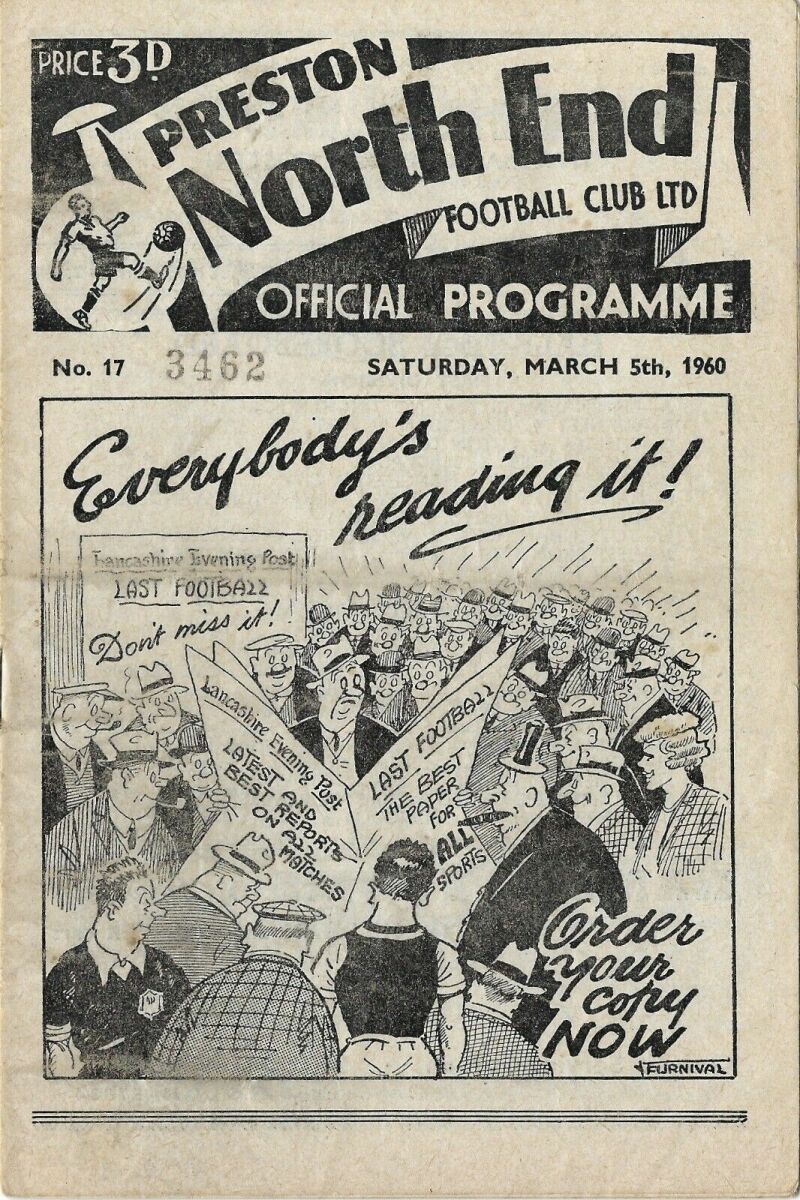 PRICE 3D
PRESTON
North End
FOOTBALL CLUB LTD
OFFICIAL PROGRAMME
No. 17 3462 SATURDAY, MARCH 5th, 1960
Everybody's
reading it!
Lancashire Evening Post
LAST FOOTBALL
Don't miss it!
Lancashire Evening Post
LATEST AND
BEST REPORTS
ON ALL
MATCHES
LAST FOOTBALL
THE BEST
PAPER
FOR
ALL
SPORTS
Order
your
copy
NOW
FURNIVAL